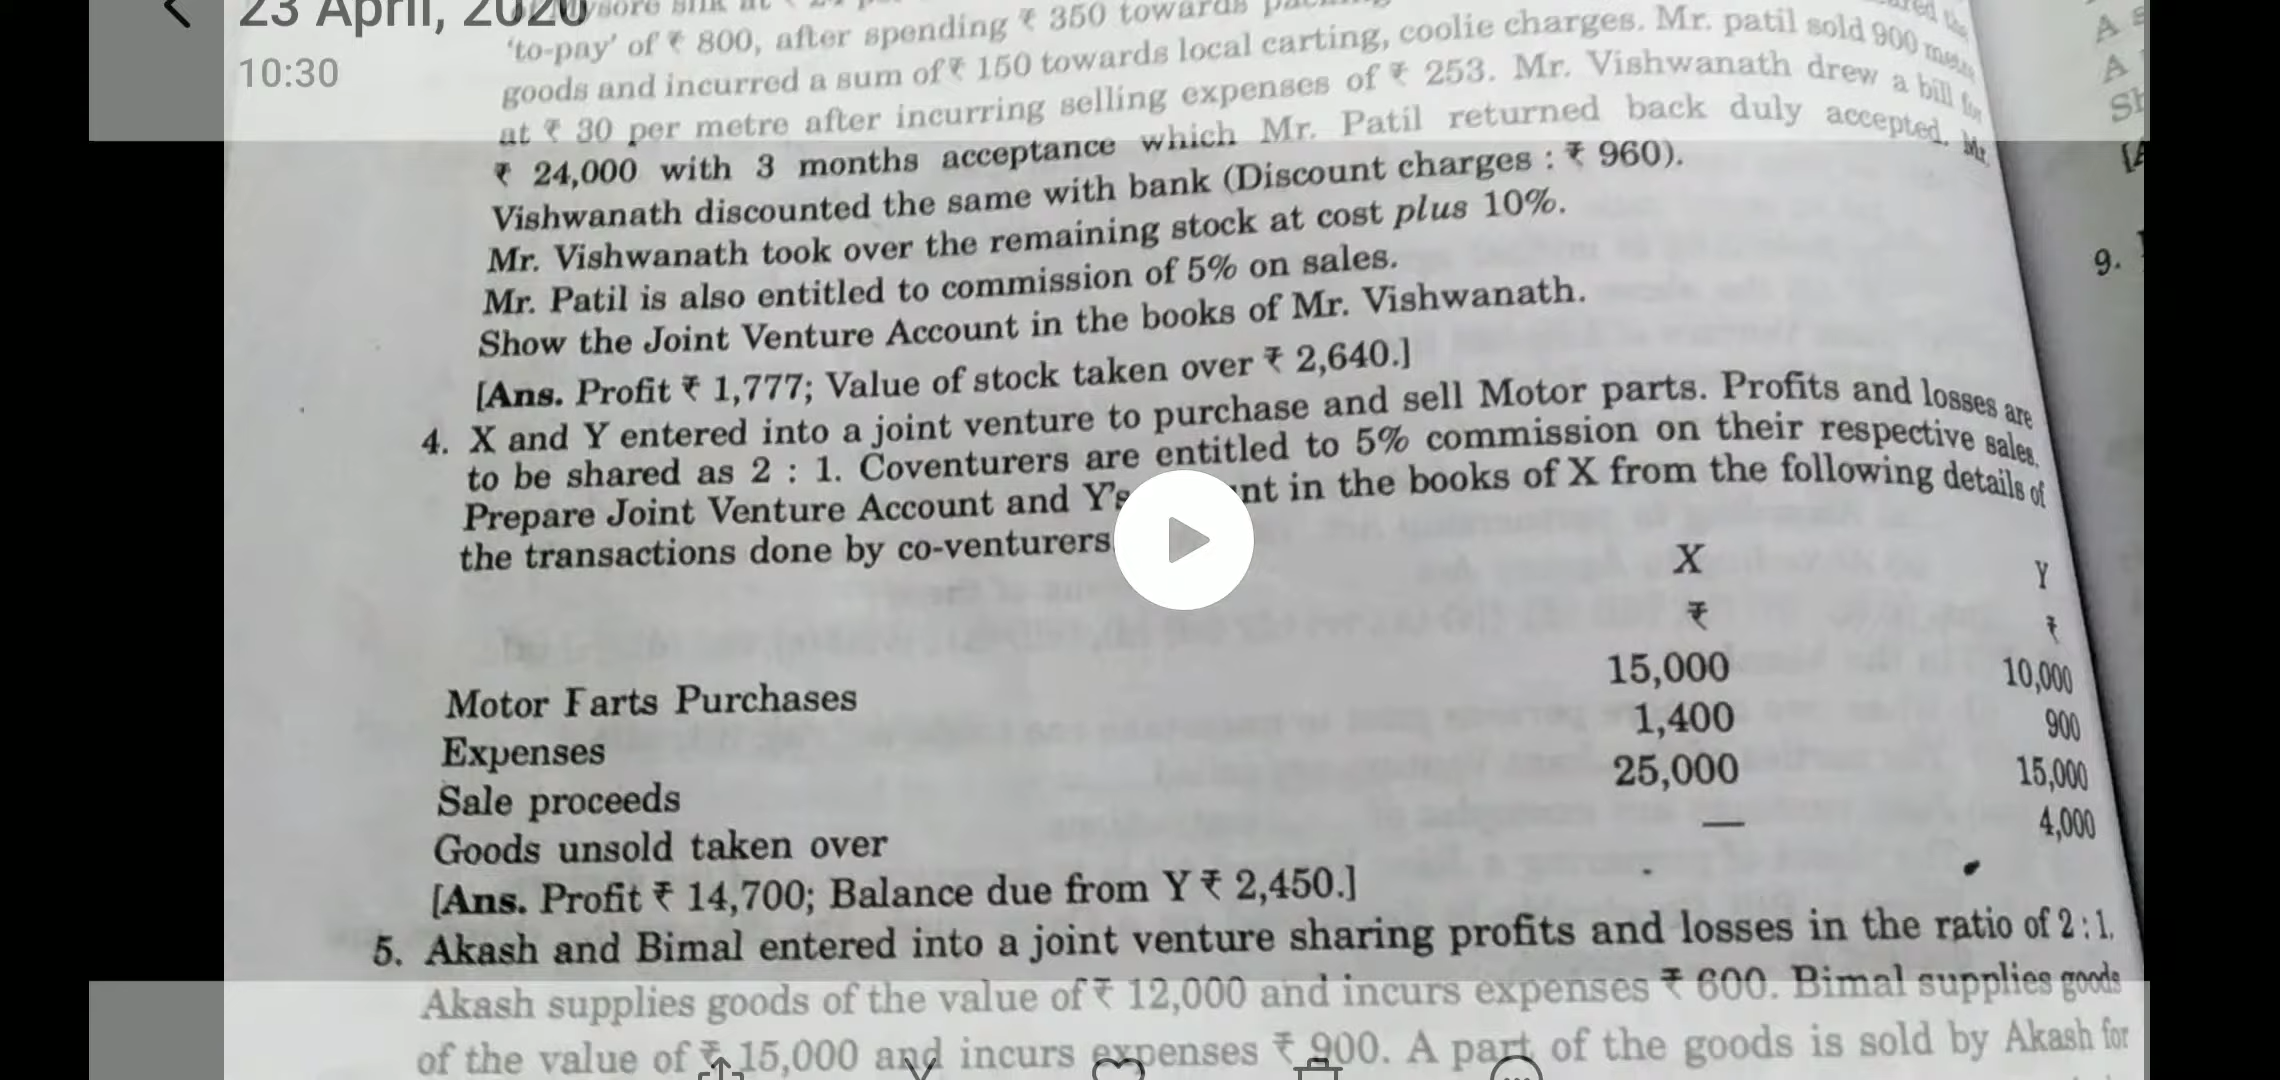 23 April, 2020
10:30
'to-pay' of ₹ 800, after spending ₹ 350 towards
goods and incurred a sum of ₹ 150 towards local carting, coolie charges. Mr. patil sold 900 metres
at ₹ 30 per metre after incurring selling expenses of ₹ 253. Mr. Vishwanath drew a bill for
₹ 24,000 with 3 months acceptance which Mr. Patil returned back duly accepted. Mr.
Vishwanath discounted the same with bank (Discount charges : ₹ 960).
Mr. Vishwanath took over the remaining stock at cost plus 10%.
Mr. Patil is also entitled to commission of 5% on sales.
Show the Joint Venture Account in the books of Mr. Vishwanath.
[Ans. Profit ₹ 1,777; Value of stock taken over ₹ 2,640.]
4. X and Y entered into a joint venture to purchase and sell Motor parts. Profits and losses are
to be shared as 2 : 1. Coventurers are entitled to 5% commission on their respective sales.
Prepare Joint Venture Account and Y's nt in the books of X from the following details of
the transactions done by co-venturers
X Y
₹ ₹
Motor Farts Purchases 15,000 10,000
Expenses 1,400 900
Sale proceeds 25,000 15,000
Goods unsold taken over — 4,000
[Ans. Profit ₹ 14,700; Balance due from Y ₹ 2,450.]
5. Akash and Bimal entered into a joint venture sharing profits and losses in the ratio of 2 : 1.
Akash supplies goods of the value of ₹ 12,000 and incurs expenses ₹ 600. Bimal supplies goods
of the value of ₹ 15,000 and incurs expenses ₹ 900. A part of the goods is sold by Akash for
9.